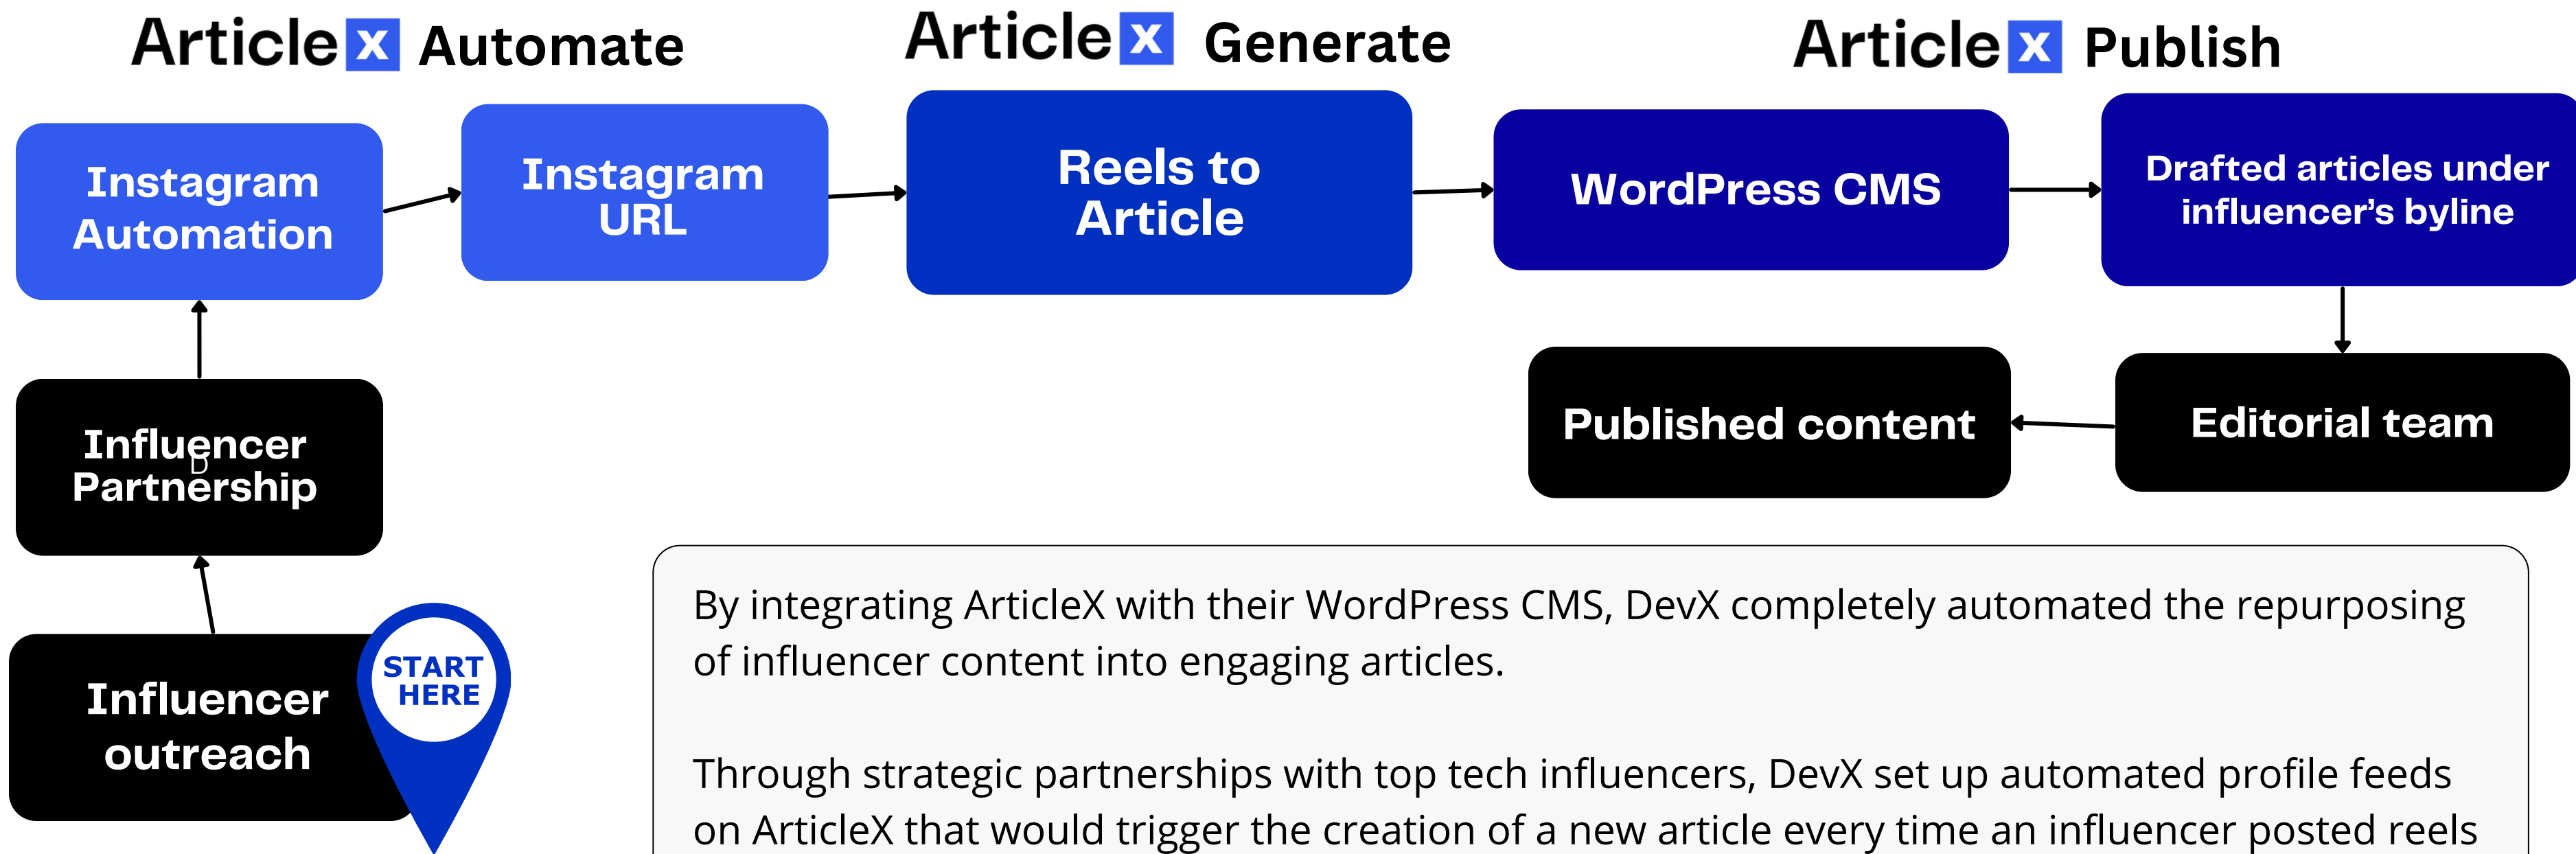 Article X Automate
Article X Generate
Article X Publish
Instagram
Automation
Instagram
URL
Reels to
Article
WordPress CMS
Drafted articles under
influencer's byline
Influencer
D
Partnership
Published content
Editorial team
Influencer
outreach
START
HERE
By integrating ArticleX with their WordPress CMS, DevX completely automated the repurposing
of influencer content into engaging articles.
Through strategic partnerships with top tech influencers, DevX set up automated profile feeds
on ArticleX that would trigger the creation of a new article every time an influencer posted reels